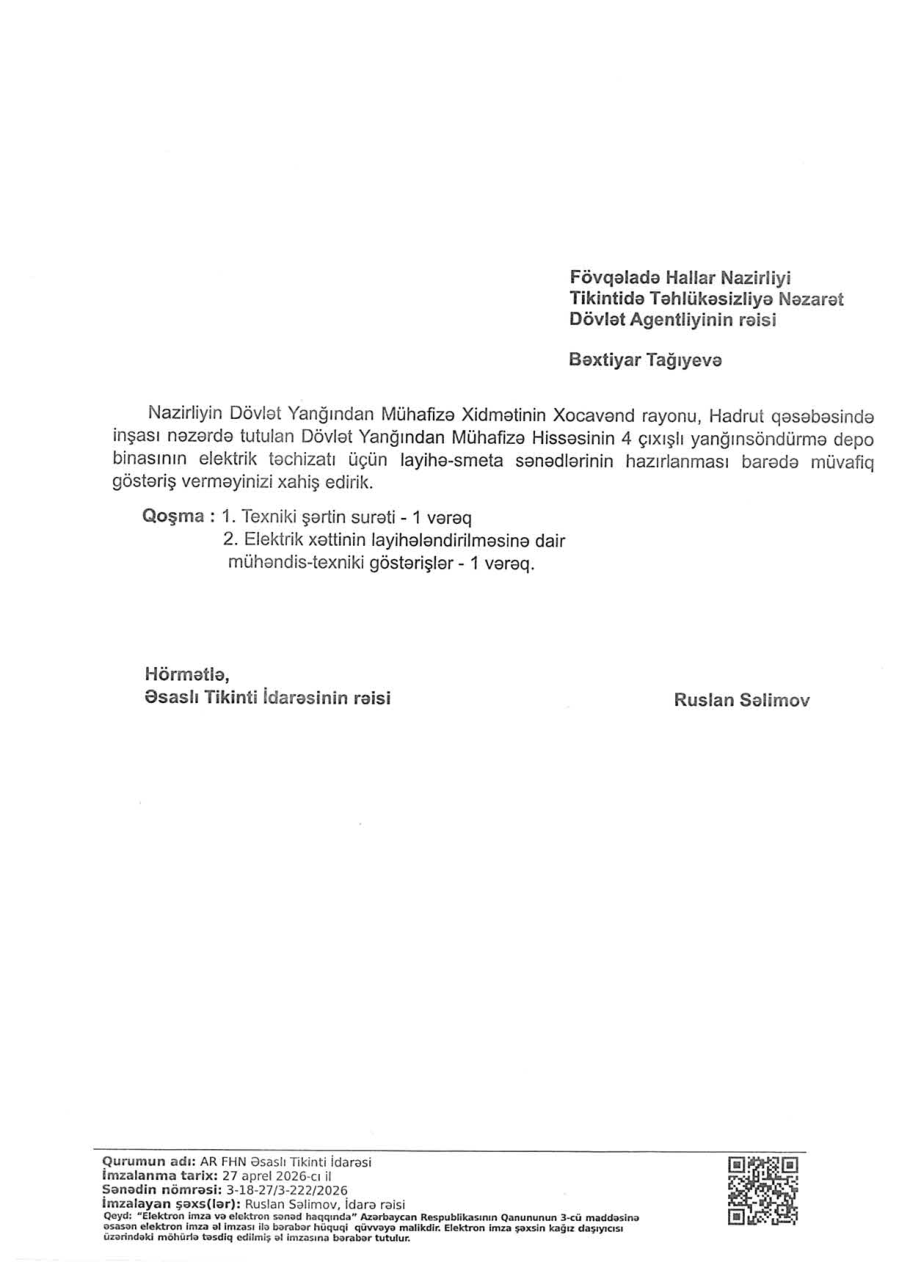 Fövqəladə Hallar Nazirliyi
Tikintidə Təhlükəsizliyə Nəzarət
Dövlət Agentliyinin rəisi
Bəxtiyar Tağıyevə
Nazirliyin Dövlət Yanğından Mühafizə Xidmətinin Xocavənd rayonu, Hadrut qəsəbəsində
inşası nəzərdə tutulan Dövlət Yanğından Mühafizə Hissəsinin 4 çıxışlı yanğınsöndürmə depo
binasının elektrik təchizatı üçün layihə-smeta sənədlərinin hazırlanması barədə müvafiq
göstəriş verməyinizi xahiş edirik.
Qoşma : 1. Texniki şərtin surəti - 1 vərəq
2. Elektrik xəttinin layihələndirilməsinə dair
mühəndis-texniki göstərişlər - 1 vərəq.
Hörmətlə,
Əsaslı Tikinti İdarəsinin rəisi
Ruslan Səlimov
Qurumun adı: AR FHN Əsaslı Tikinti İdarəsi
İmzalanma tarix: 27 aprel 2026-cı il
Sənədin nömrəsi: 3-18-27/3-222/2026
İmzalayan şəxs(lər): Ruslan Səlimov, İdarə rəisi
Qeyd: "Elektron imza və elektron sənəd haqqında" Azərbaycan Respublikasının Qanununun 3-cü maddəsinə
əsasən elektron imza əl imzası ilə bərabər hüquqi qüvvəyə malikdir. Elektron imza şəxsin kağız daşıyıcısı
üzərindəki möhürlə təsdiq edilmiş əl imzasına bərabər tutulur.